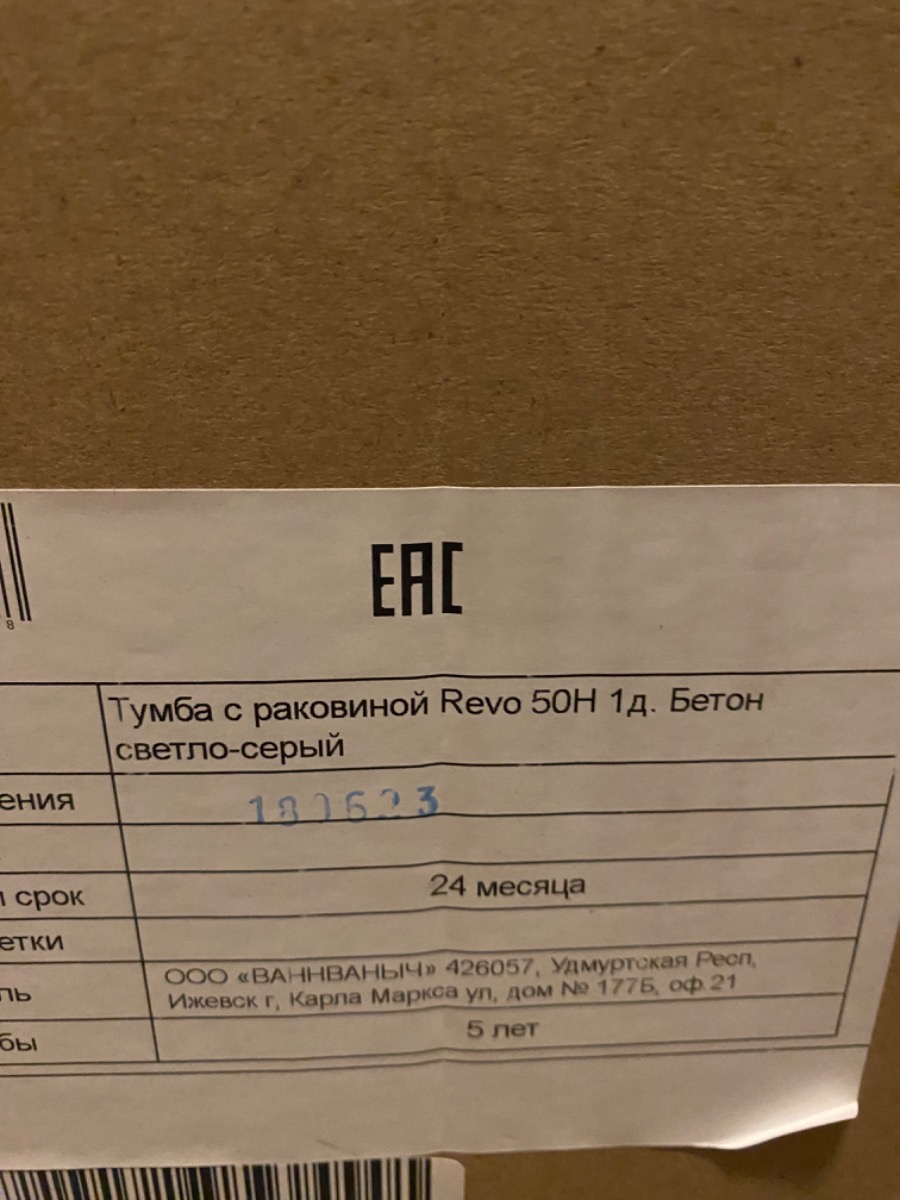 8
EAC
Тумба с раковиной Revo 50Н 1д. Бетон
светло-серый
ения
24 месяца
срок
етки
ООО «ВАННВАНЫЧ» 426057, Удмуртская Респ,
ль
Ижевск г, Карла Маркса ул, дом № 177Б, оф.21
5 лет
бы